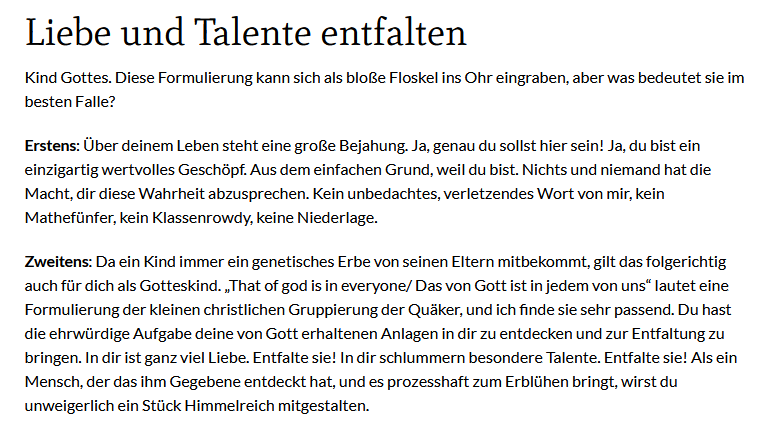 Liebe und Talente entfalten
Kind Gottes. Diese Formulierung kann sich als bloße Floskel ins Ohr eingraben, aber was bedeutet sie im
besten Falle?
Erstens: Über deinem Leben steht eine große Bejahung. Ja, genau du sollst hier sein! Ja, du bist ein
einzigartig wertvolles Geschöpf. Aus dem einfachen Grund, weil du bist. Nichts und niemand hat die
Macht, dir diese Wahrheit abzusprechen. Kein unbedachtes, verletzendes Wort von mir, kein
Mathefünfer, kein Klassenrowdy, keine Niederlage.
Zweitens: Da ein Kind immer ein genetisches Erbe von seinen Eltern mitbekommt, gilt das folgerichtig
auch für dich als Gotteskind. „That of god is in everyone/ Das von Gott ist in jedem von uns“ lautet eine
Formulierung der kleinen christlichen Gruppierung der Quäker, und ich finde sie sehr passend. Du hast
die ehrwürdige Aufgabe deine von Gott erhaltenen Anlagen in dir zu entdecken und zur Entfaltung zu
bringen. In dir ist ganz viel Liebe. Entfalte sie! In dir schlummern besondere Talente. Entfalte sie! Als ein
Mensch, der das ihm Gegebene entdeckt hat, und es prozesshaft zum Erblühen bringt, wirst du
unweigerlich ein Stück Himmelreich mitgestalten.